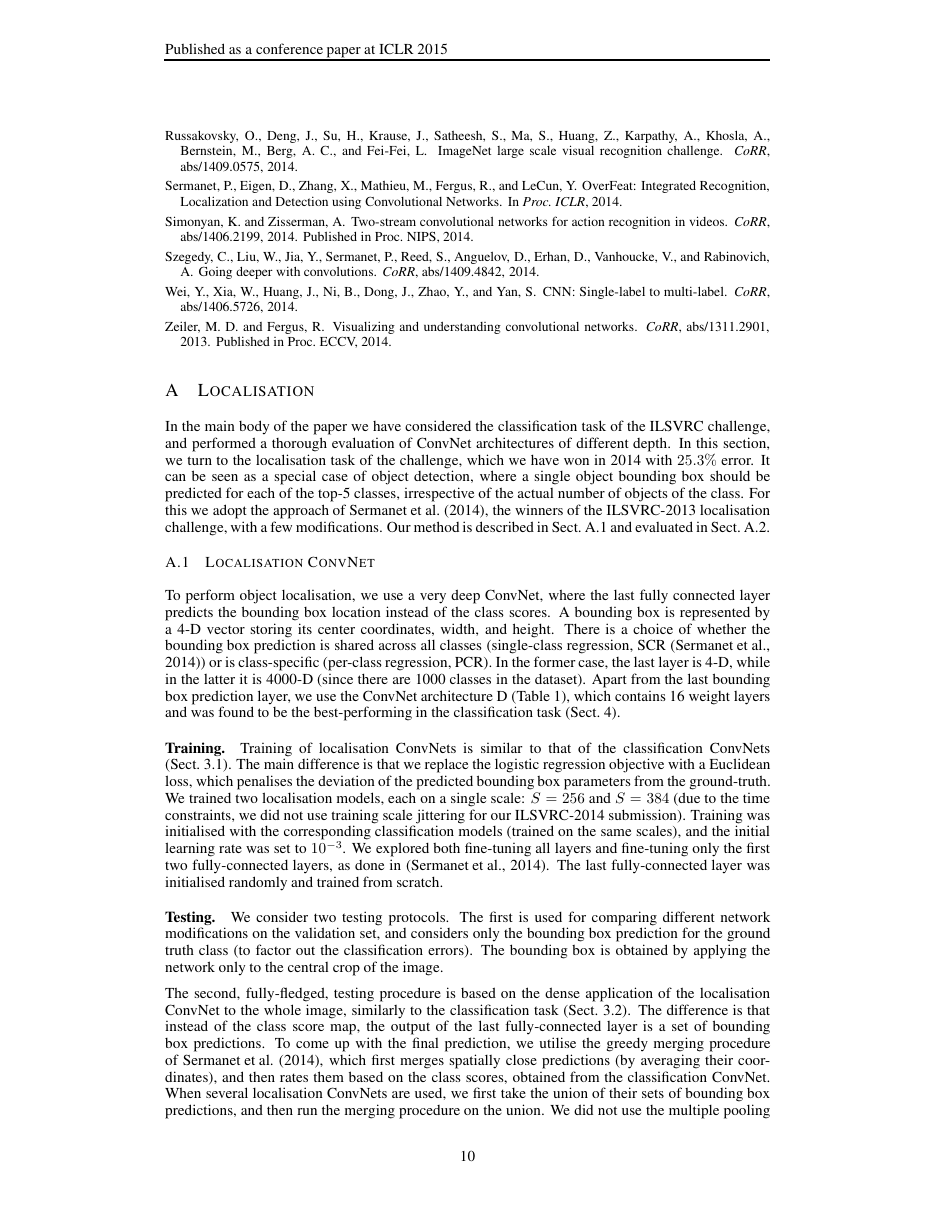 Published as a conference paper at ICLR 2015
Russakovsky, O., Deng, J., Su, H., Krause, J., Satheesh, S., Ma, S., Huang, Z., Karpathy, A., Khosla, A.,
Bernstein, M., Berg, A. C., and Fei-Fei, L. ImageNet large scale visual recognition challenge. CoRR,
abs/1409.0575, 2014.
Sermanet, P., Eigen, D., Zhang, X., Mathieu, M., Fergus, R., and LeCun, Y. OverFeat: Integrated Recognition,
Localization and Detection using Convolutional Networks. In Proc. ICLR, 2014.
Simonyan, K. and Zisserman, A. Two-stream convolutional networks for action recognition in videos. CoRR,
abs/1406.2199, 2014. Published in Proc. NIPS, 2014.
Szegedy, C., Liu, W., Jia, Y., Sermanet, P., Reed, S., Anguelov, D., Erhan, D., Vanhoucke, V., and Rabinovich,
A. Going deeper with convolutions. CoRR, abs/1409.4842, 2014.
Wei, Y., Xia, W., Huang, J., Ni, B., Dong, J., Zhao, Y., and Yan, S. CNN: Single-label to multi-label. CoRR,
abs/1406.5726, 2014.
Zeiler, M. D. and Fergus, R. Visualizing and understanding convolutional networks. CoRR, abs/1311.2901,
2013. Published in Proc. ECCV, 2014.
A LOCALISATION
In the main body of the paper we have considered the classification task of the ILSVRC challenge,
and performed a thorough evaluation of ConvNet architectures of different depth. In this section,
we turn to the localisation task of the challenge, which we have won in 2014 with 25.3% error. It
can be seen as a special case of object detection, where a single object bounding box should be
predicted for each of the top-5 classes, irrespective of the actual number of objects of the class. For
this we adopt the approach of Sermanet et al. (2014), the winners of the ILSVRC-2013 localisation
challenge, with a few modifications. Our method is described in Sect. A.1 and evaluated in Sect. A.2.
A.1 LOCALISATION CONVNET
To perform object localisation, we use a very deep ConvNet, where the last fully connected layer
predicts the bounding box location instead of the class scores. A bounding box is represented by
a 4-D vector storing its center coordinates, width, and height. There is a choice of whether the
bounding box prediction is shared across all classes (single-class regression, SCR (Sermanet et al.,
2014)) or is class-specific (per-class regression, PCR). In the former case, the last layer is 4-D, while
in the latter it is 4000-D (since there are 1000 classes in the dataset). Apart from the last bounding
box prediction layer, we use the ConvNet architecture D (Table 1), which contains 16 weight layers
and was found to be the best-performing in the classification task (Sect. 4).
Training. Training of localisation ConvNets is similar to that of the classification ConvNets
(Sect. 3.1). The main difference is that we replace the logistic regression objective with a Euclidean
loss, which penalises the deviation of the predicted bounding box parameters from the ground-truth.
We trained two localisation models, each on a single scale: S = 256 and S = 384 (due to the time
constraints, we did not use training scale jittering for our ILSVRC-2014 submission). Training was
initialised with the corresponding classification models (trained on the same scales), and the initial
learning rate was set to 10⁻³. We explored both fine-tuning all layers and fine-tuning only the first
two fully-connected layers, as done in (Sermanet et al., 2014). The last fully-connected layer was
initialised randomly and trained from scratch.
Testing. We consider two testing protocols. The first is used for comparing different network
modifications on the validation set, and considers only the bounding box prediction for the ground
truth class (to factor out the classification errors). The bounding box is obtained by applying the
network only to the central crop of the image.
The second, fully-fledged, testing procedure is based on the dense application of the localisation
ConvNet to the whole image, similarly to the classification task (Sect. 3.2). The difference is that
instead of the class score map, the output of the last fully-connected layer is a set of bounding
box predictions. To come up with the final prediction, we utilise the greedy merging procedure
of Sermanet et al. (2014), which first merges spatially close predictions (by averaging their coor-
dinates), and then rates them based on the class scores, obtained from the classification ConvNet.
When several localisation ConvNets are used, we first take the union of their sets of bounding box
predictions, and then run the merging procedure on the union. We did not use the multiple pooling
10